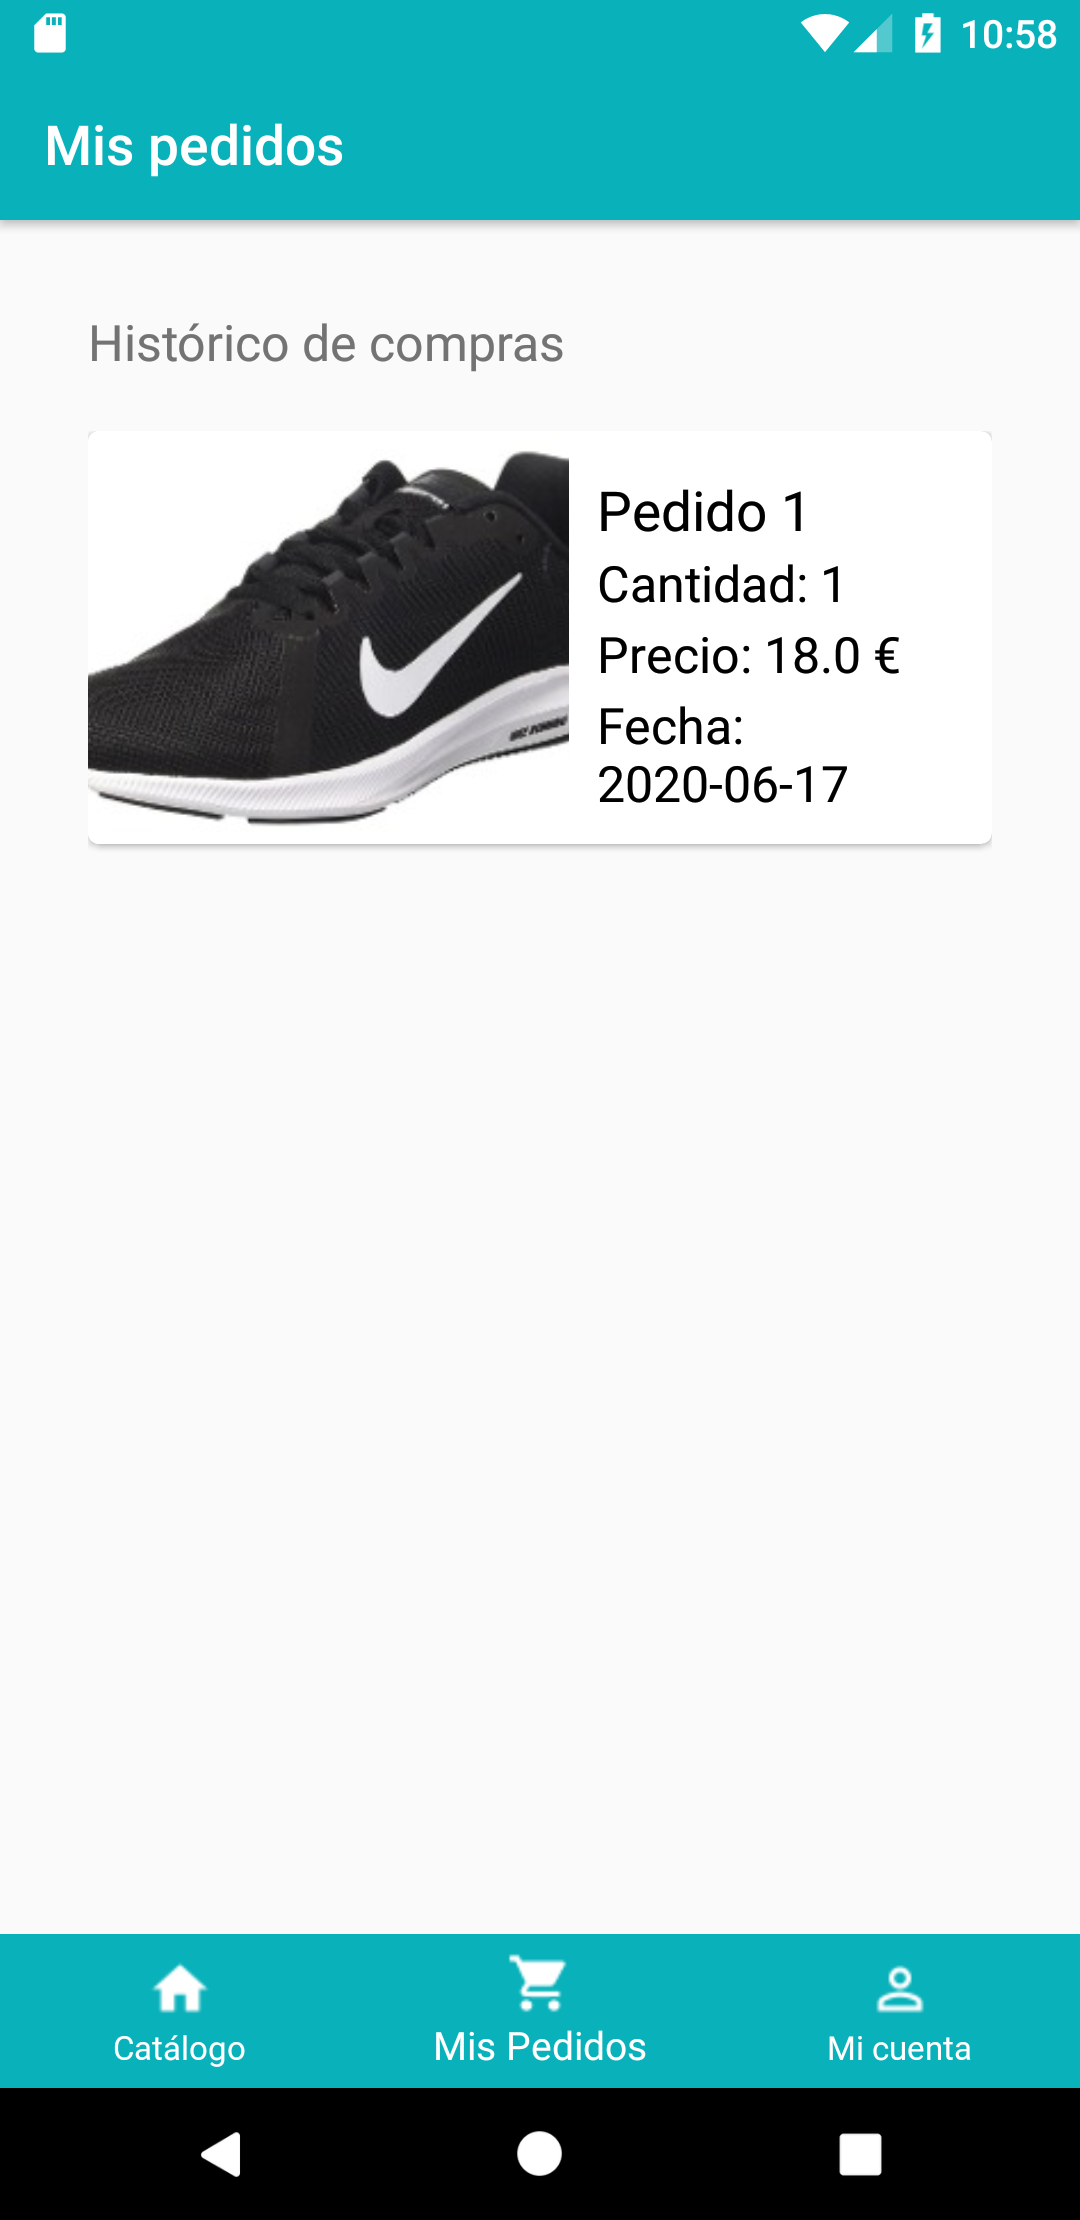 10:58
Mis pedidos
Histórico de compras
Pedido 1
Cantidad: 1
Precio: 18.0 €
Fecha:
2020-06-17
Catálogo
Mis Pedidos
Mi cuenta